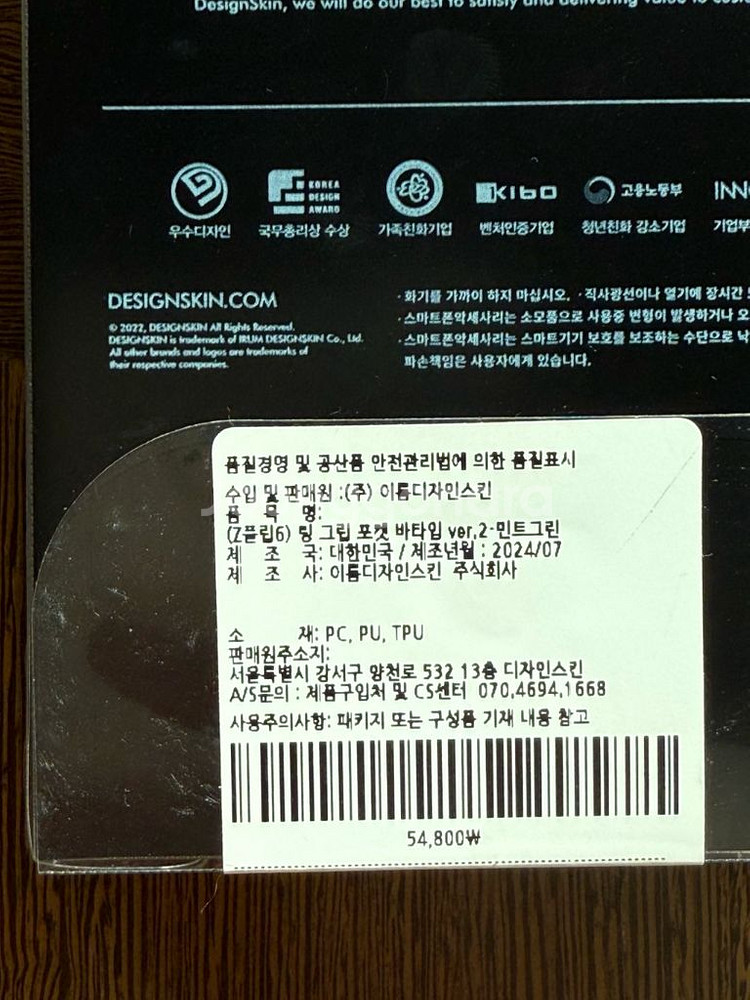 DesignSkin, we will do our best to satisfy and delivering value to
KOREA
DESIGN
AWARD
KIBO
고용노동부
우수디자인
국무총리상 수상
가족친화기업
벤처인증기업
청년친화 강소기업
DESIGNSKIN.COM
© 2022, DESIGNSKIN All Rights Reserved.
DESIGNSKIN is trademark of IRUM DESIGNSKIN Co., Ltd.
All other brands and logos are trademarks of
their respective companies.
· 화기를 가까이 하지 마십시오. · 직사광선이나 열기에 장시간
· 스마트폰악세사리는 소모품으로 사용중 변형이 발생하거나
· 스마트폰악세사리는 스마트기기 보호를 보조하는 수단으로
파손책임은 사용자에게 있습니다.
품질경영 및 공산품 안전관리법에 의한 품질표시
수입 및 판매원 :(주) 이룸디자인스킨
품 목 명:
(Z플립6) 링 그립 포켓 바타입 ver.2-민트그린
제 조 국: 대한민국 / 제조년월 : 2024/07
제 조 사: 이룸디자인스킨 주식회사
소 재: PC, PU, TPU
판매원주소지:
서울특별시 강서구 양천로 532 13층 디자인스킨
A/S문의 : 제품구입처 및 CS센터 070.4694.1668
사용주의사항: 패키지 또는 구성품 기재 내용 참고
54,800₩